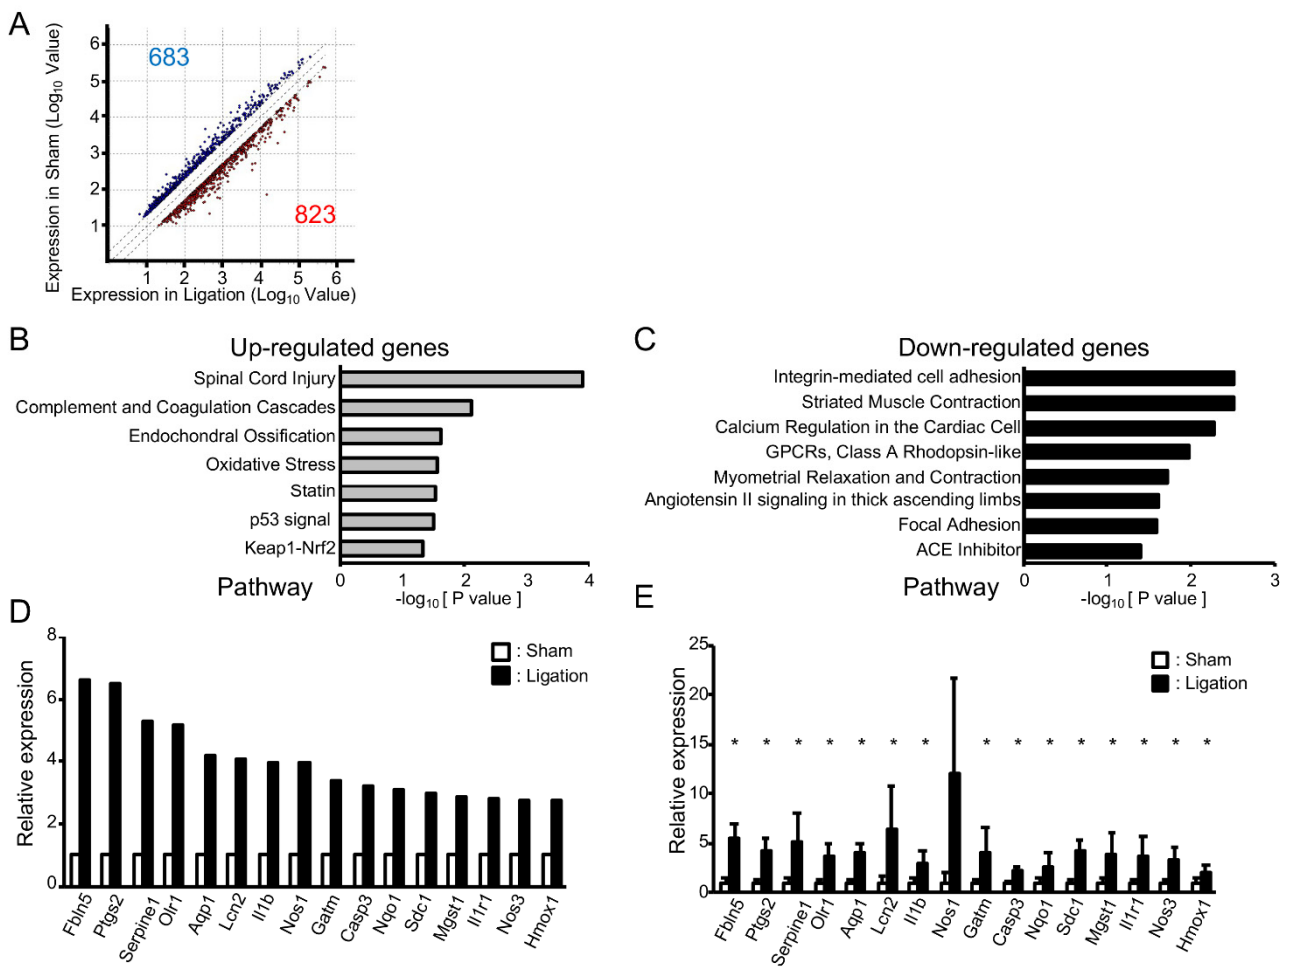 A
Expression in Sham (Log10 Value)
6
5
4
3
2
1
683
823
1 2 3 4 5 6
Expression in Ligation (Log10 Value)
B
Up-regulated genes
Spinal Cord Injury
Complement and Coagulation Cascades
Endochondral Ossification
Oxidative Stress
Statin
p53 signal
Keap1-Nrf2
Pathway
0 1 2 3 4
-log10 [ P value ]
C
Down-regulated genes
Integrin-mediated cell adhesion
Striated Muscle Contraction
Calcium Regulation in the Cardiac Cell
GPCRs, Class A Rhodopsin-like
Myometrial Relaxation and Contraction
Angiotensin II signaling in thick ascending limbs
Focal Adhesion
ACE Inhibitor
Pathway
0 1 2 3
-log10 [ P value ]
D
Relative expression
8
6
4
2
0
: Sham
: Ligation
Fbln5 Ptgs2 Serpine1 Olr1 Aqp1 Lcn2 Il1b Nos1 Gatm Casp3 Nqo1 Sdc1 Mgst1 Il1r1 Nos3 Hmox1
E
Relative expression
25
20
15
10
5
0
: Sham
: Ligation
* * * * * * * * * * * * * * *
Fbln5 Ptgs2 Serpine1 Olr1 Aqp1 Lcn2 Il1b Nos1 Gatm Casp3 Nqo1 Sdc1 Mgst1 Il1r1 Nos3 Hmox1